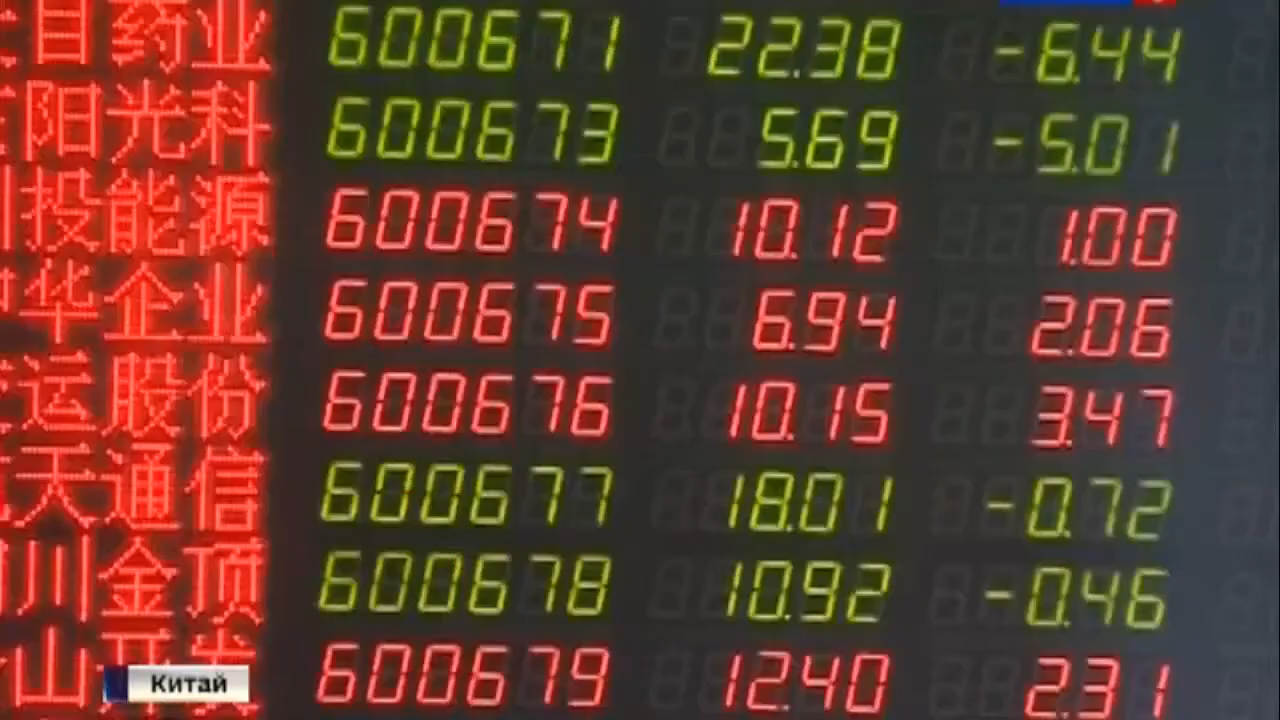 目药业 600671 22.38 -6.44
阳光科 600673 5.69 -5.01
投能源 600674 10.12 1.00
华企业 600675 6.94 2.06
运股份 600676 10.15 3.47
天通信 600677 18.01 -0.72
川金顶 600678 10.92 -0.46
山开 600679 12.40 2.31
Китай